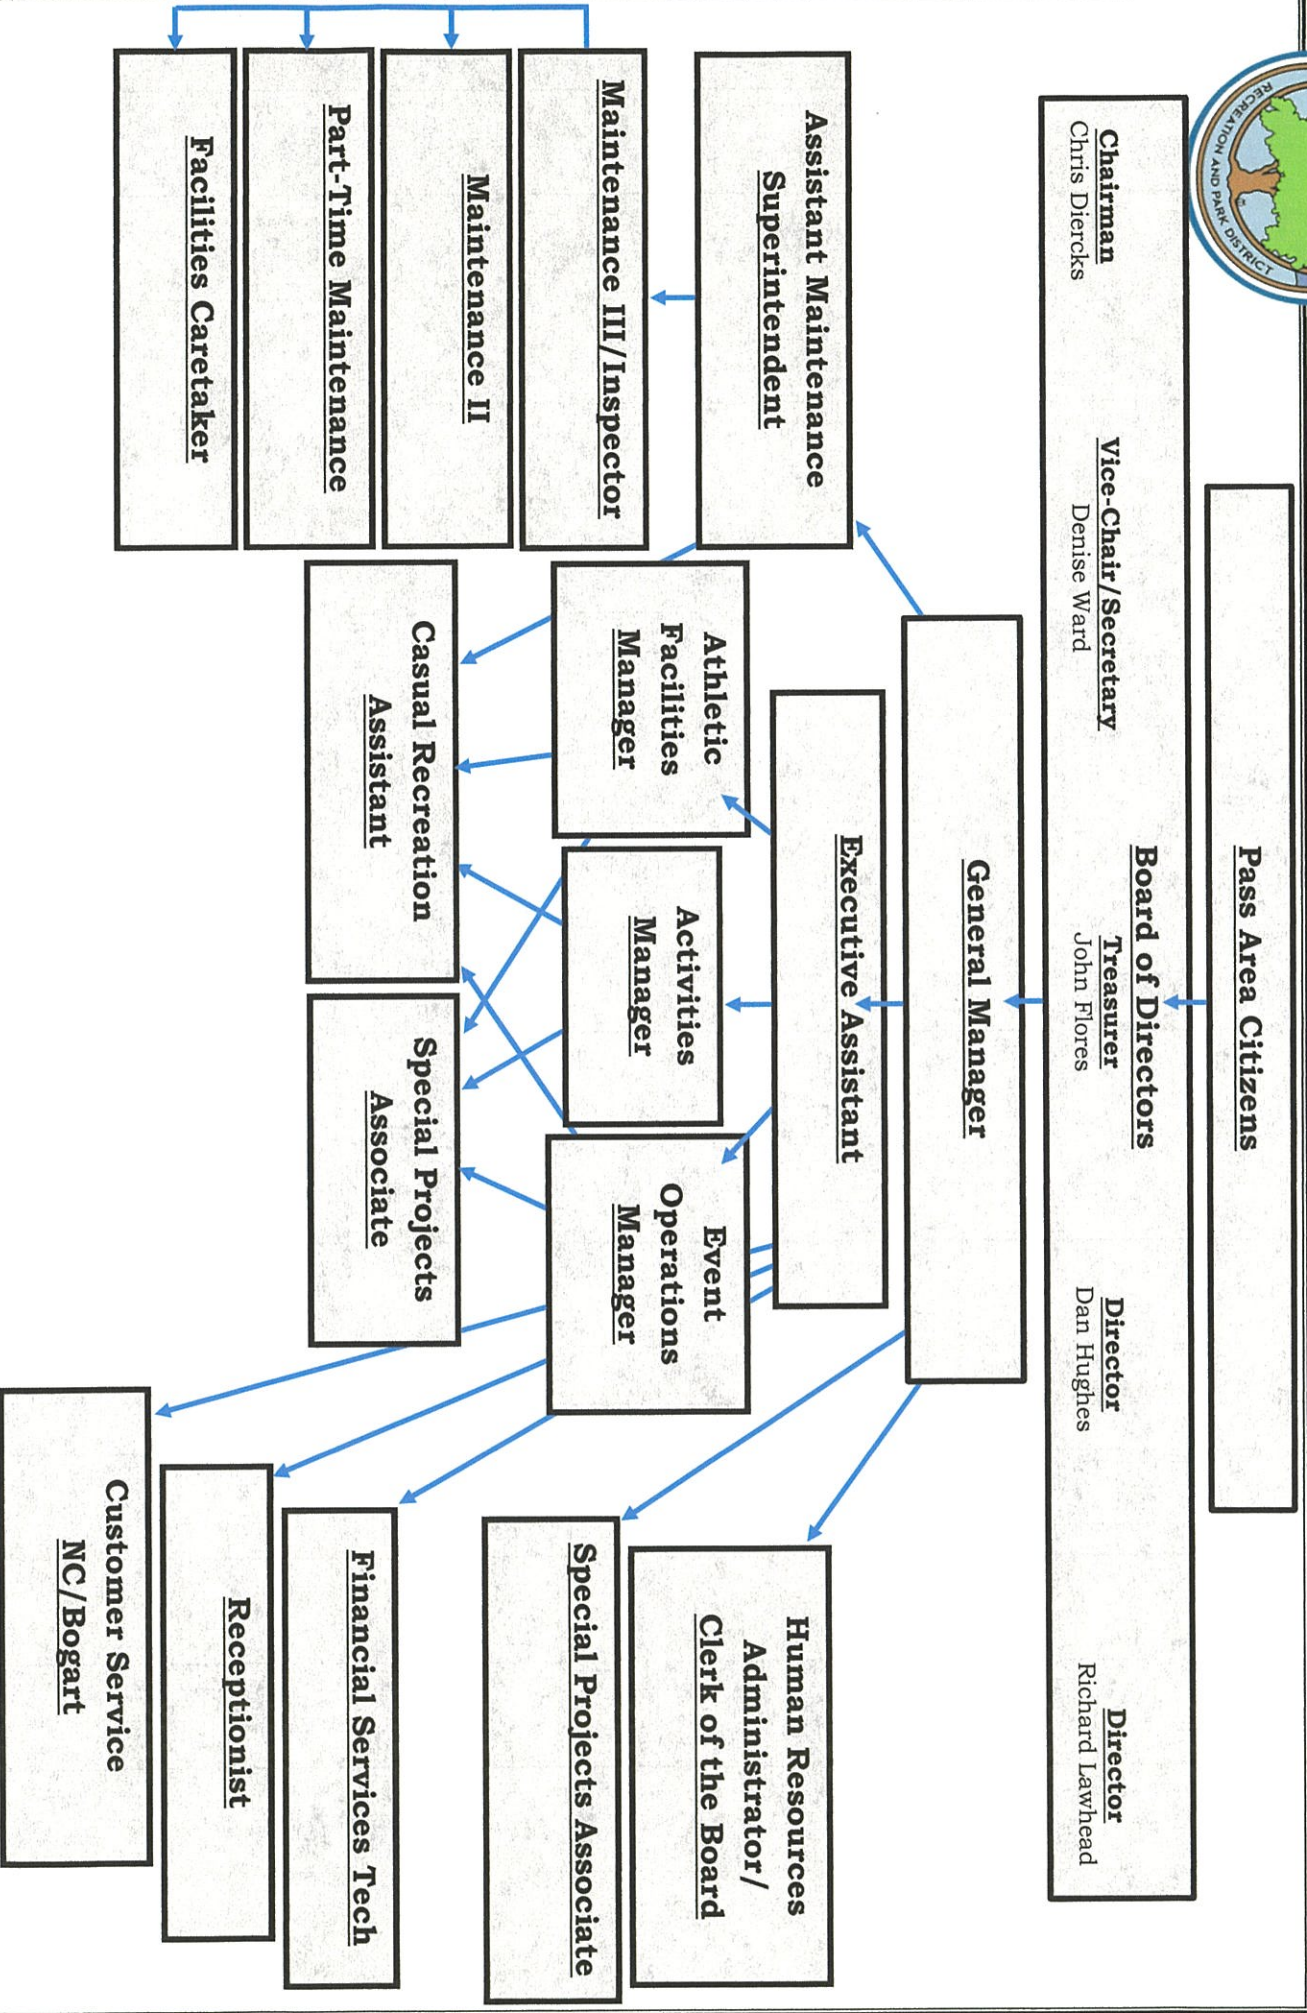 RECREATION AND PARK DISTRICT
Pass Area Citizens
Board of Directors
Chairman
Chris Diercks
Vice-Chair/Secretary
Denise Ward
Treasurer
John Flores
Director
Dan Hughes
Director
Richard Lawhead
General Manager
Executive Assistant
Assistant Maintenance
Superintendent
Human Resources
Administrator/
Clerk of the Board
Athletic
Facilities
Manager
Activities
Manager
Event
Operations
Manager
Maintenance III/Inspector
Special Projects Associate
Maintenance II
Casual Recreation
Assistant
Special Projects
Associate
Financial Services Tech
Part-Time Maintenance
Receptionist
Facilities Caretaker
Customer Service
NC/Bogart